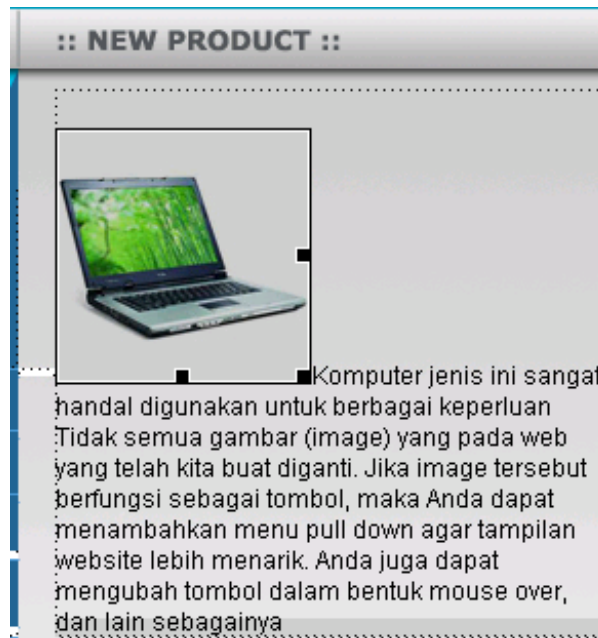 :: NEW PRODUCT ::
Komputer jenis ini sangat
handal digunakan untuk berbagai keperluan
Tidak semua gambar (image) yang pada web
yang telah kita buat diganti. Jika image tersebut
berfungsi sebagai tombol, maka Anda dapat
menambahkan menu pull down agar tampilan
website lebih menarik. Anda juga dapat
mengubah tombol dalam bentuk mouse over,
dan lain sebagainya